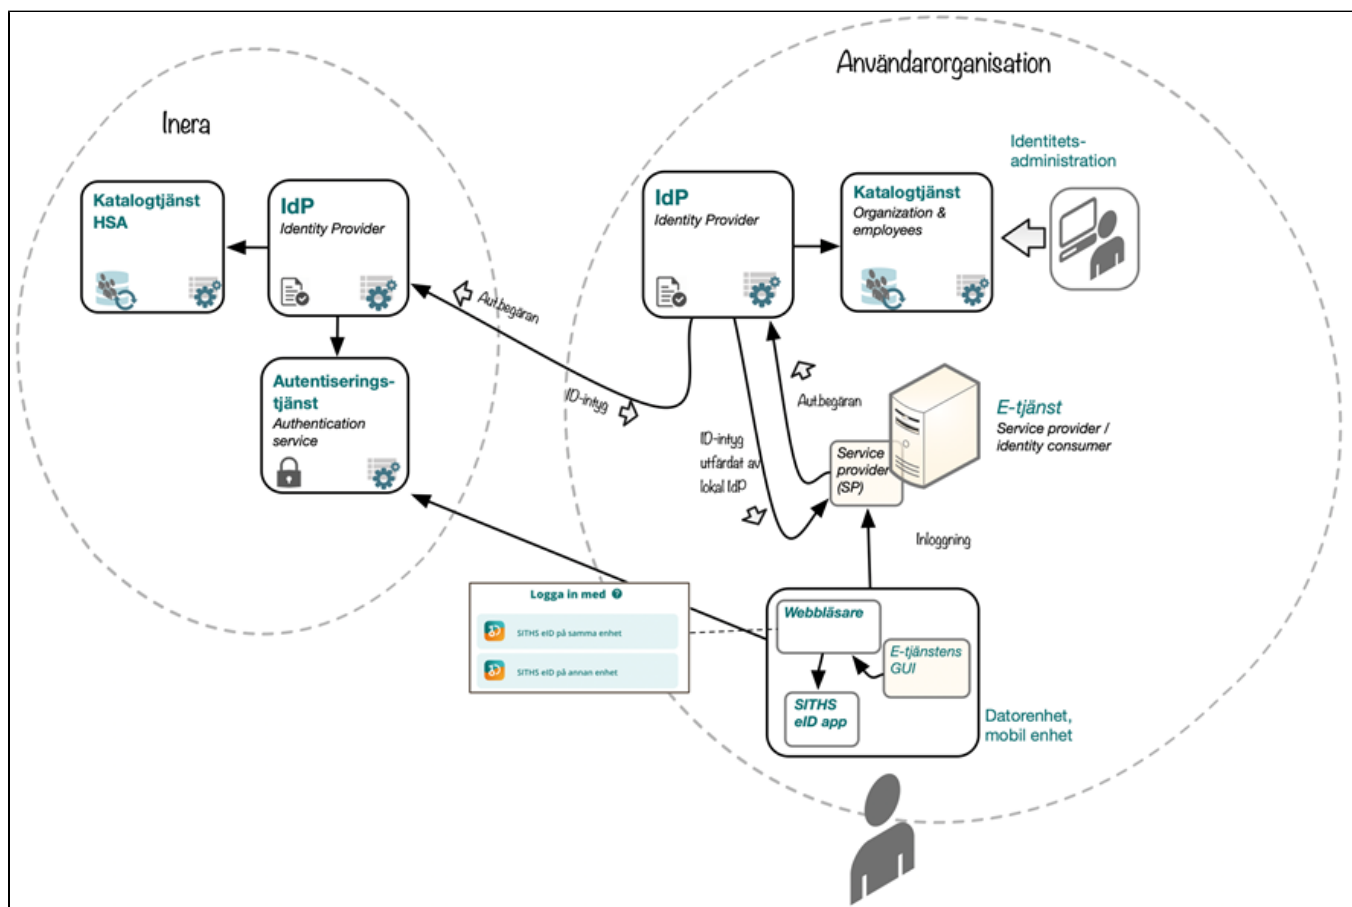 Användarorganisation
Inera
Identitets-
administration
Katalogtjänst
HSA
IdP
Identity Provider
IdP
Identity Provider
Katalogtjänst
Organization &
employees
Aut.begäran
ID-intyg
Autentiserings-
tjänst
Authentication
service
Aut.begäran
ID-intyg
utfärdat av
lokal IdP
E-tjänst
Service provider /
identity consumer
Service
provider
(SP)
Inloggning
Logga in med ?
SITHS eID på samma enhet
SITHS eID på annan enhet
Webbläsare
E-tjänstens
GUI
SITHS
eID app
Datorenhet,
mobil enhet